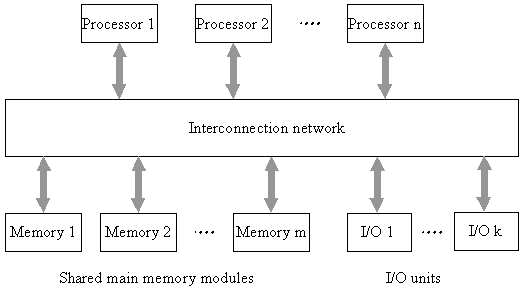 Processor 1 Processor 2 .... Processor n
Interconnection network
Memory 1 Memory 2 .... Memory m I/O 1 .... I/O k
Shared main memory modules I/O units